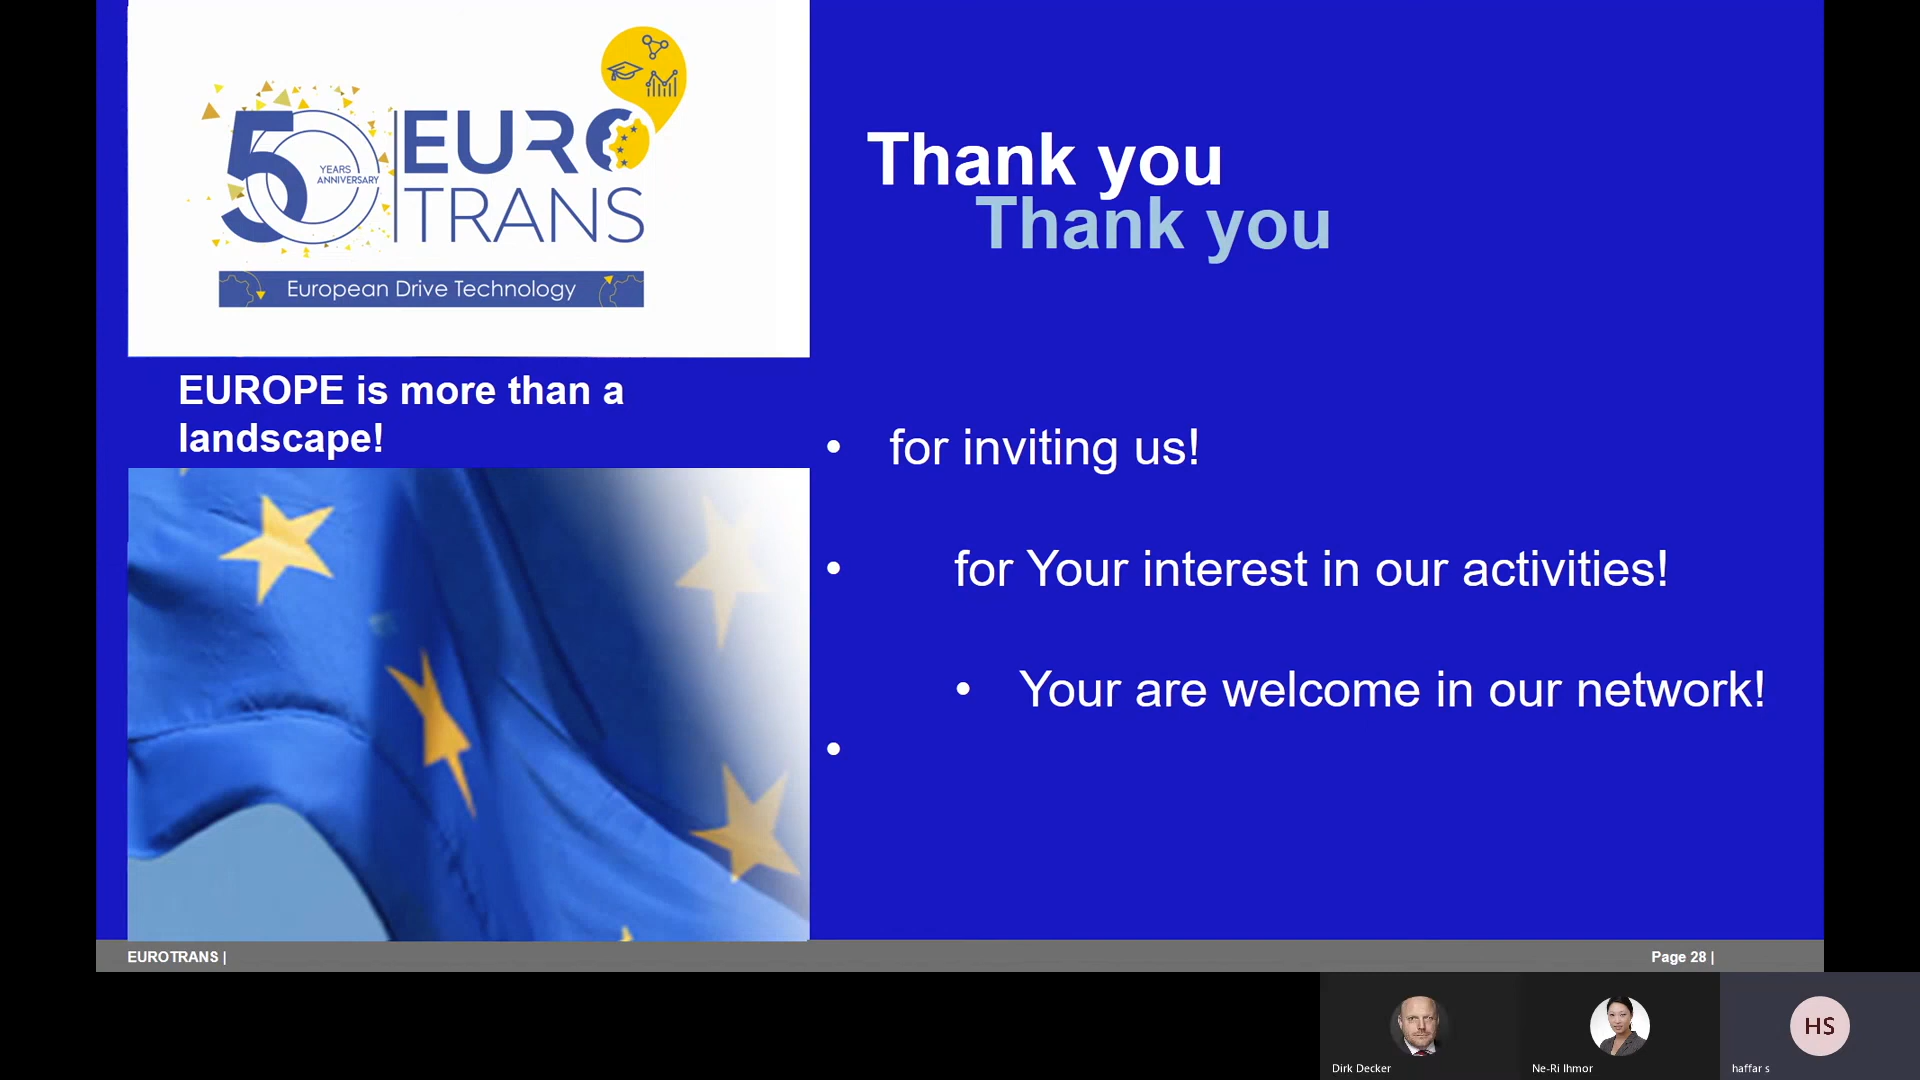 50 YEARS ANNIVERSARY
EURO
TRANS
European Drive Technology
EUROPE is more than a
landscape!
Thank you
Thank you
• for inviting us!
• for Your interest in our activities!
• Your are welcome in our network!
•
EUROTRANS |
Page 28 |
HS
Dirk Decker
Ne-Ri Ihmor
haffar s